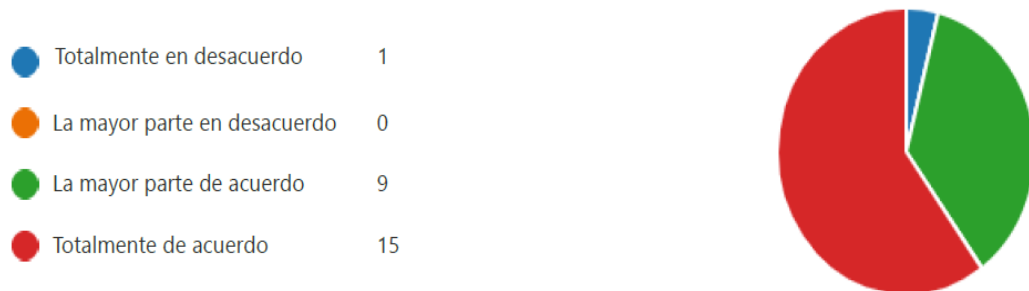 Totalmente en desacuerdo 1
La mayor parte en desacuerdo 0
La mayor parte de acuerdo 9
Totalmente de acuerdo 15